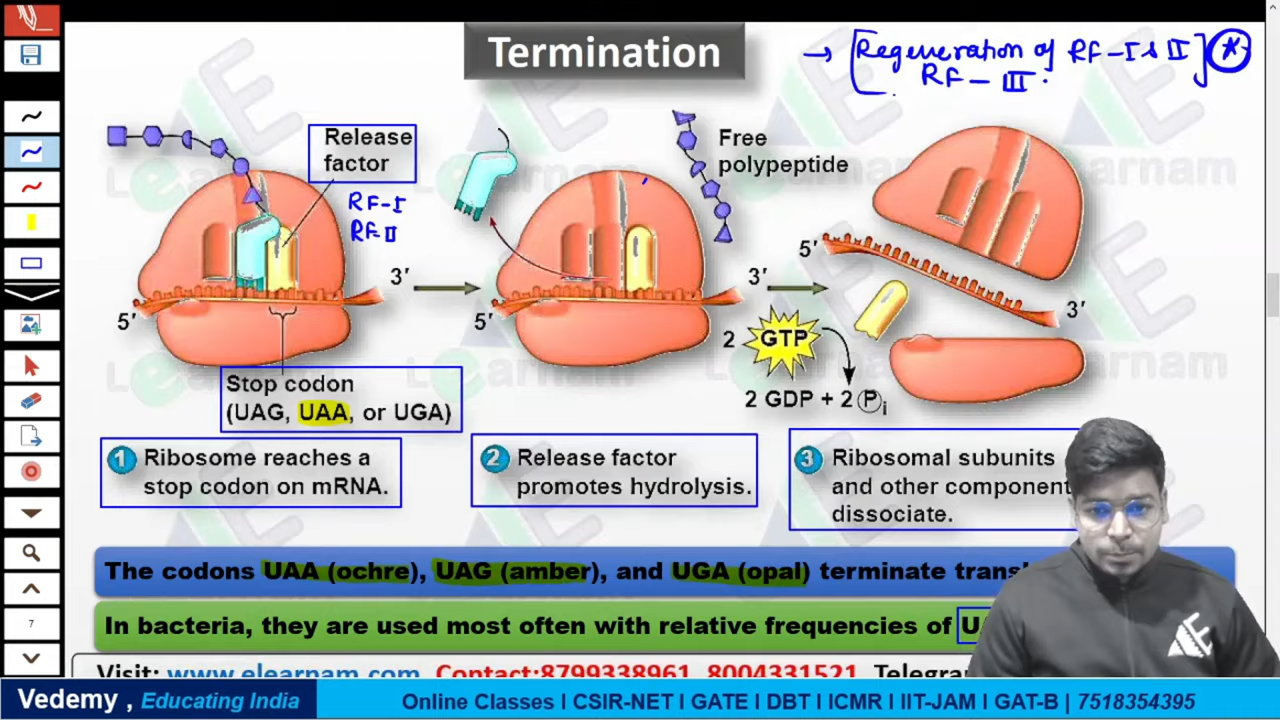 Termination
→ [Regeneration of RF-I & II] *
RF - III.
Release
factor
RF-I
RF II
Free
polypeptide
3′
5′
3′
5′
5′
3′
2 GTP
2 GDP + 2 Pi
Stop codon
(UAG, UAA, or UGA)
1 Ribosome reaches a
stop codon on mRNA.
2 Release factor
promotes hydrolysis.
3 Ribosomal subunits
and other component
dissociate.
The codons UAA (ochre), UAG (amber), and UGA (opal) terminate
In bacteria, they are used most often with relative frequencies of
Visit: www.elearnam.com Contact:8799338961, 8004331521
Learnam
7
Vedemy , Educating India
Online Classes I CSIR-NET I GATE I DBT I ICMR I IIT-JAM I GAT-B I 7518354395